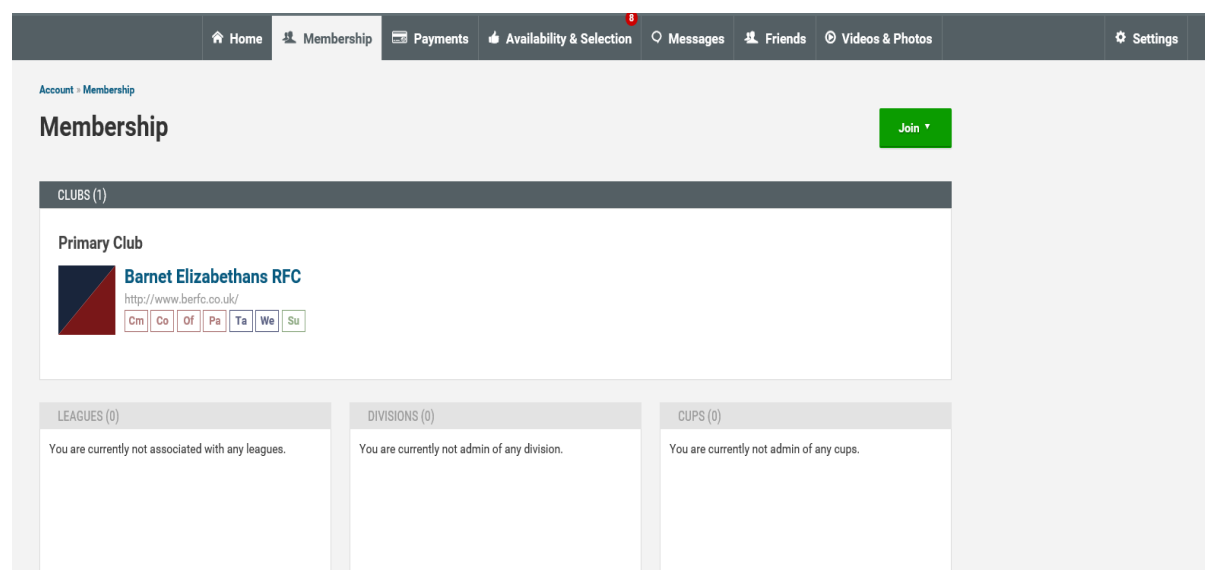 8
Home Membership Payments Availability & Selection Messages Friends Videos & Photos Settings
Account » Membership
Membership
Join
CLUBS (1)
Primary Club
Barnet Elizabethans RFC
http://www.berfc.co.uk/
Cm Co Of Pa Ta We Su
LEAGUES (0) DIVISIONS (0) CUPS (0)
You are currently not associated with any leagues. You are currently not admin of any division. You are currently not admin of any cups.